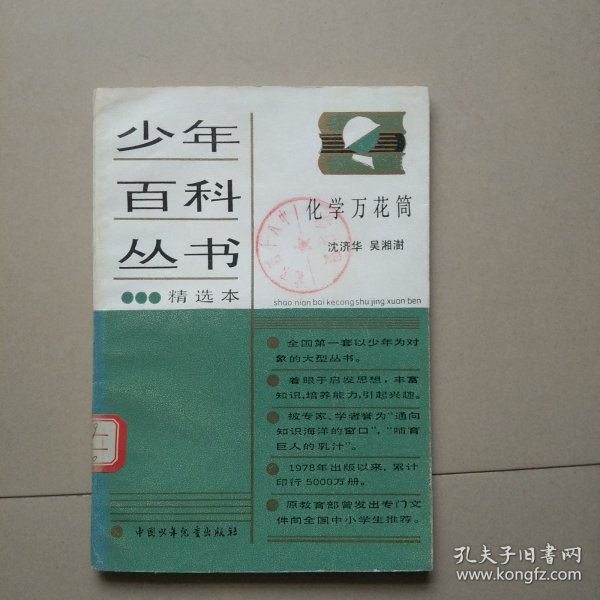 少年
百科
丛书
精选本
化学万花筒
沈济华 吴湘澍
shao nian bai kecong shu jing xuan ben
全国第一套以少年为对
象的大型丛书。
着眼于启发思想，丰富
知识，培养能力，引起兴趣。
被专家、学者誉为“通向
知识海洋的窗口”，“哺育
巨人的乳汁”。
1978年出版以来，累计
印行5000万册。
原教育部曾发出专门文
件向全国中小学生推荐。
中国少年儿童出版社
孔夫子旧书网
www.kongfz.com